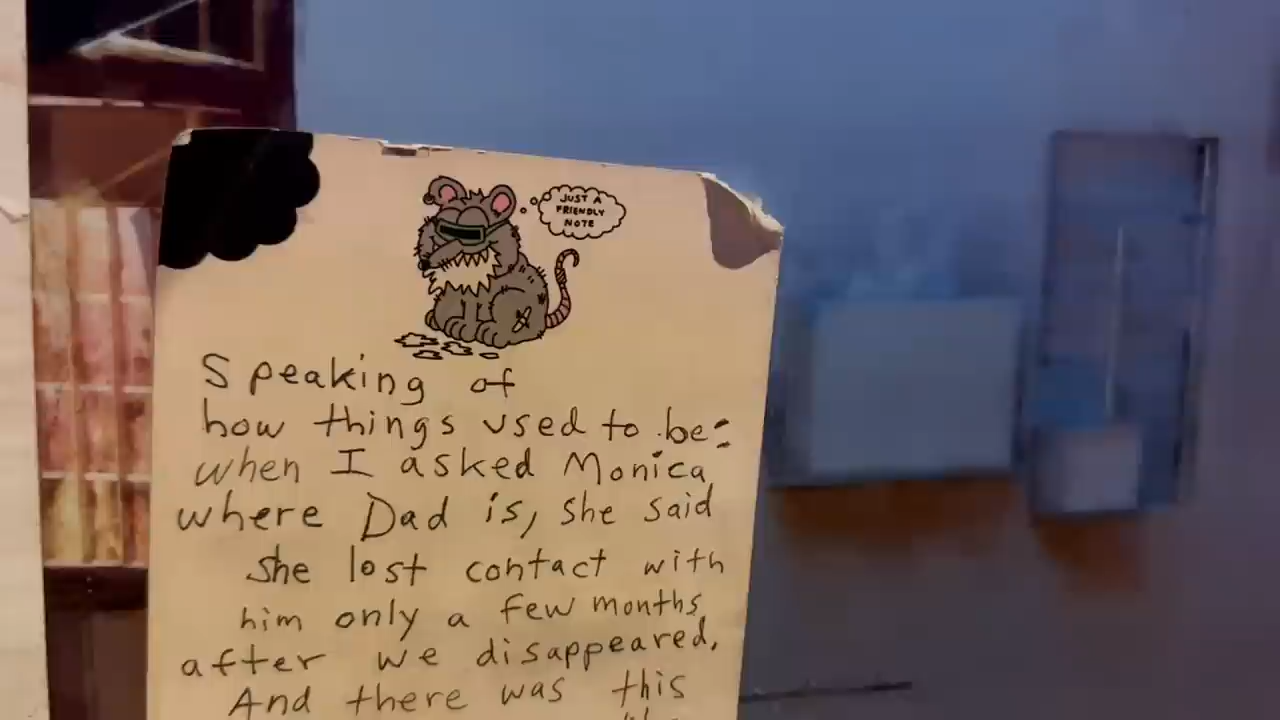 JUST A
FRIENDLY
NOTE
Speaking of
how things used to be:
when I asked Monica
where Dad is, she said
she lost contact with
him only a few months
after we disappeared.
And there was this